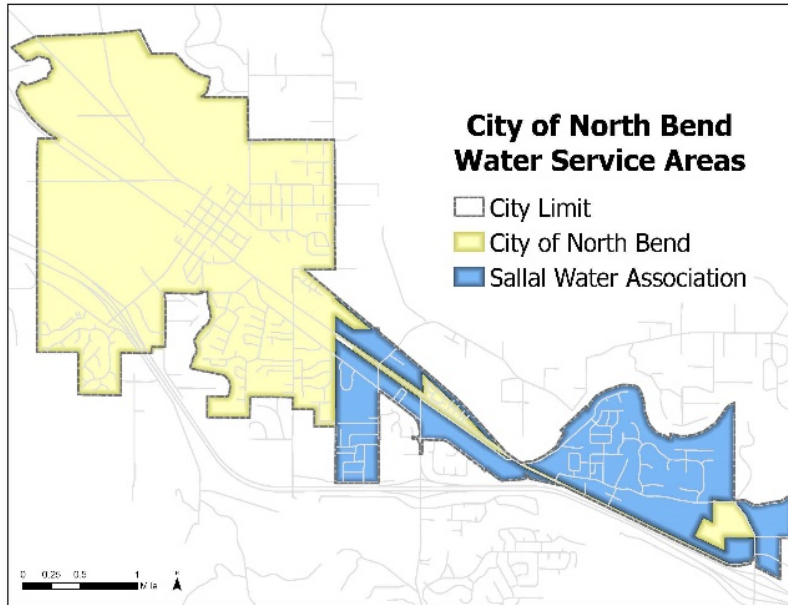 City of North Bend
Water Service Areas
City Limit
City of North Bend
Sallal Water Association
0 0.25 0.5 1
Mile